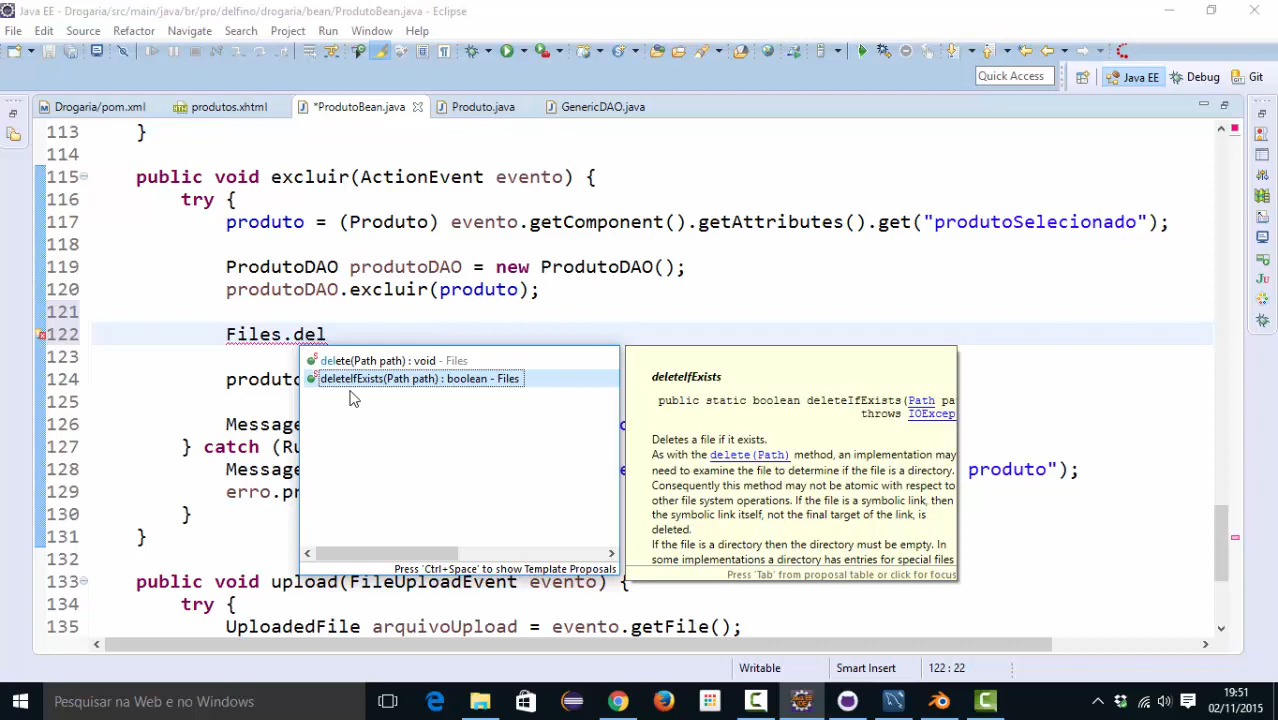 Java EE - Drogaria/src/main/java/br/pro/delfino/drogaria/bean/ProdutoBean.java - Eclipse
File Edit Source Refactor Navigate Search Project Run Window Help
Quick Access Java EE Debug Git
Drogaria/pom.xml produtos.xhtml *ProdutoBean.java Produto.java GenericDAO.java
113 }
114
115 public void excluir(ActionEvent evento) {
116 try {
117 produto = (Produto) evento.getComponent().getAttributes().get("produtoSelecionado");
118
119 ProdutoDAO produtoDAO = new ProdutoDAO();
120 produtoDAO.excluir(produto);
121
122 Files.del
123
124 produto
125
126 Messag
127 } catch (Ru
128 Messag produto");
129 erro.pr
130 }
131 }
132
133 public void upload(FileUploadEvent evento) {
134 try {
135 UploadedFile arquivoUpload = evento.getFile();
delete(Path path) : void - Files
deleteIfExists(Path path) : boolean - Files
Press 'Ctrl+Space' to show Template Proposals
deleteIfExists
public static boolean deleteIfExists(Path pa
throws IOExcep
Deletes a file if it exists.
As with the delete(Path) method, an implementation may
need to examine the file to determine if the file is a directory.
Consequently this method may not be atomic with respect to
other file system operations. If the file is a symbolic link, then
the symbolic link itself, not the final target of the link, is
deleted.
If the file is a directory then the directory must be empty. In
some implementations a directory has entries for special files
Press 'Tab' from proposal table or click for focus
Writable Smart Insert 122 : 22
Pesquisar na Web e no Windows
19:51
02/11/2015